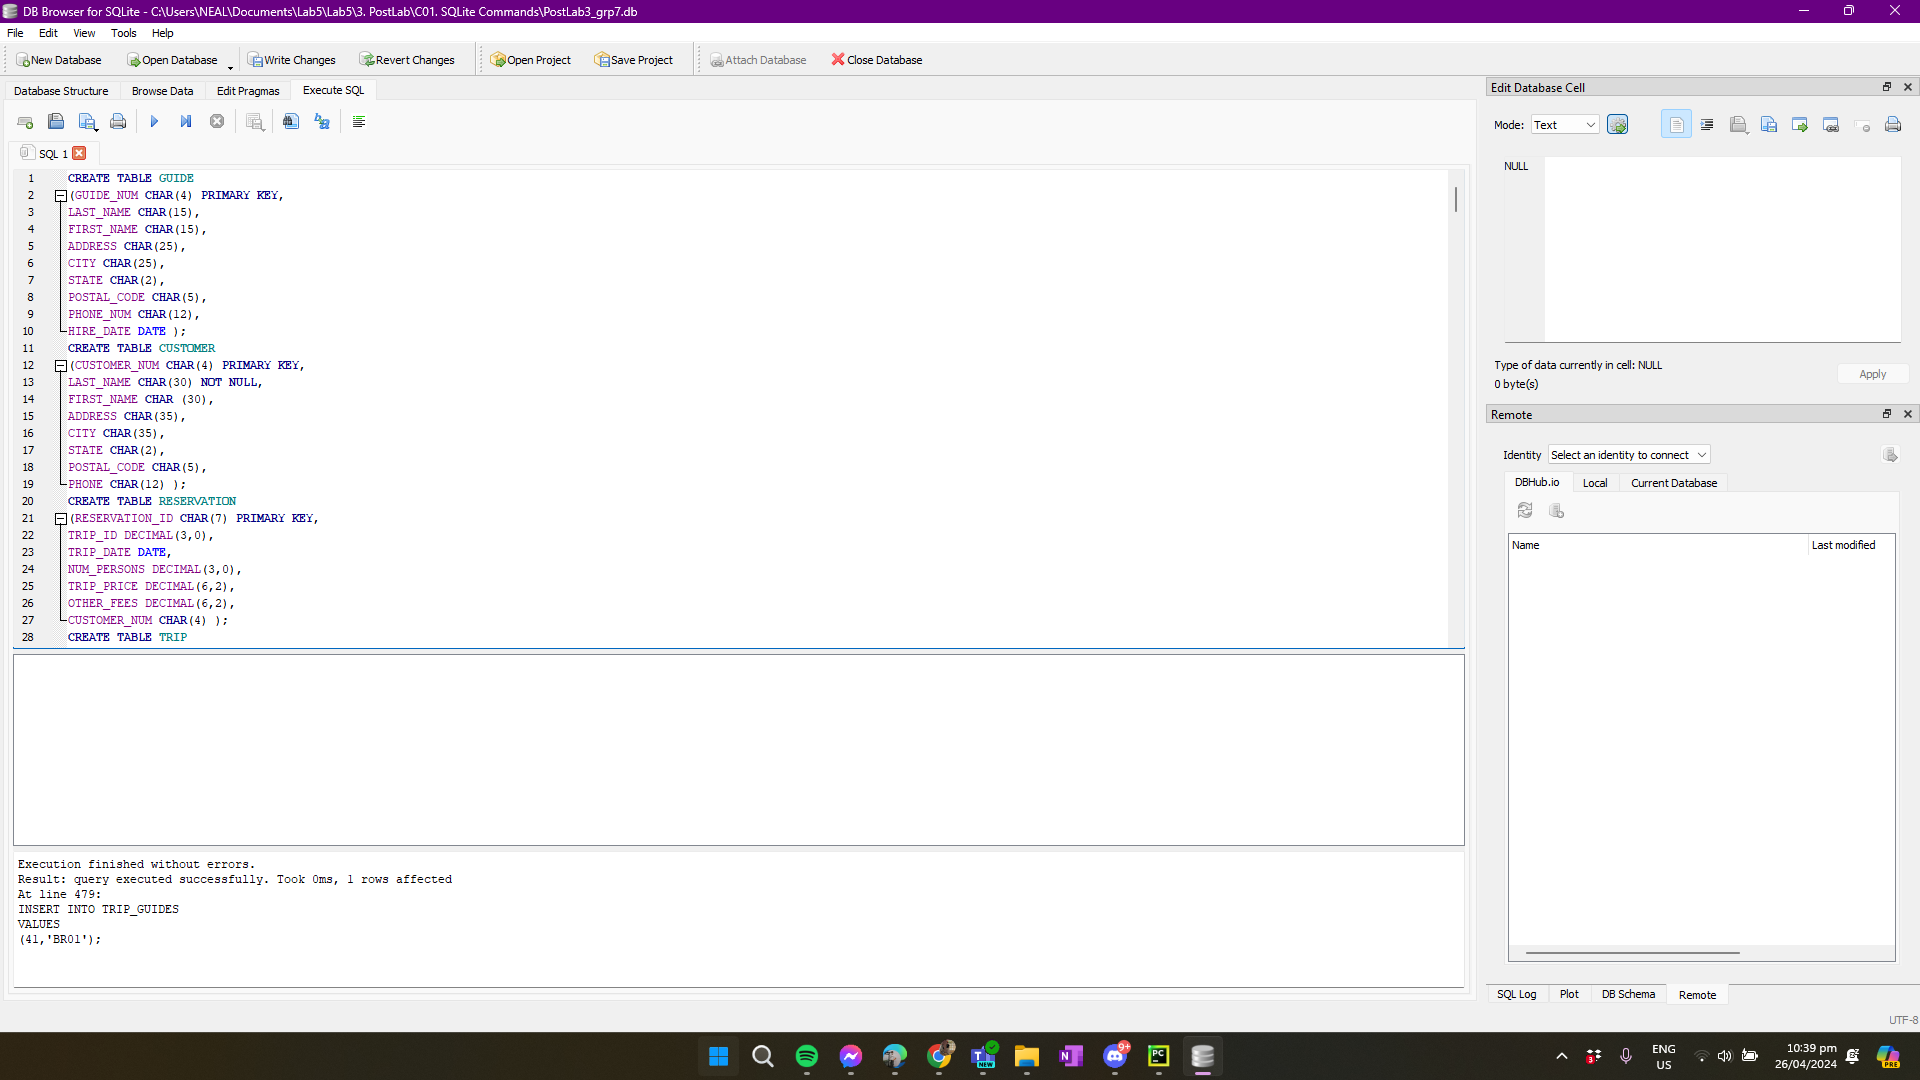 DB Browser for SQLite - C:\Users\NEAL\Documents\Lab5\Lab5\3. PostLab\C01. SQLite Commands\PostLab3_grp7.db
File Edit View Tools Help
New Database Open Database Write Changes Revert Changes Open Project Save Project Attach Database Close Database
Database Structure Browse Data Edit Pragmas Execute SQL
SQL 1
1 CREATE TABLE GUIDE
2 (GUIDE_NUM CHAR(4) PRIMARY KEY,
3 LAST_NAME CHAR(15),
4 FIRST_NAME CHAR(15),
5 ADDRESS CHAR(25),
6 CITY CHAR(25),
7 STATE CHAR(2),
8 POSTAL_CODE CHAR(5),
9 PHONE_NUM CHAR(12),
10 HIRE_DATE DATE );
11 CREATE TABLE CUSTOMER
12 (CUSTOMER_NUM CHAR(4) PRIMARY KEY,
13 LAST_NAME CHAR(30) NOT NULL,
14 FIRST_NAME CHAR (30),
15 ADDRESS CHAR(35),
16 CITY CHAR(35),
17 STATE CHAR(2),
18 POSTAL_CODE CHAR(5),
19 PHONE CHAR(12) );
20 CREATE TABLE RESERVATION
21 (RESERVATION_ID CHAR(7) PRIMARY KEY,
22 TRIP_ID DECIMAL(3,0),
23 TRIP_DATE DATE,
24 NUM_PERSONS DECIMAL(3,0),
25 TRIP_PRICE DECIMAL(6,2),
26 OTHER_FEES DECIMAL(6,2),
27 CUSTOMER_NUM CHAR(4) );
28 CREATE TABLE TRIP
Execution finished without errors.
Result: query executed successfully. Took 0ms, 1 rows affected
At line 479:
INSERT INTO TRIP_GUIDES
VALUES
(41,'BR01');
Edit Database Cell
Mode: Text
NULL
Type of data currently in cell: NULL
0 byte(s)
Apply
Remote
Identity Select an identity to connect
DBHub.io Local Current Database
Name Last modified
SQL Log Plot DB Schema Remote
UTF-8
NEW
9+
PC
3
ENG
US
10:39 pm
26/04/2024
PRE